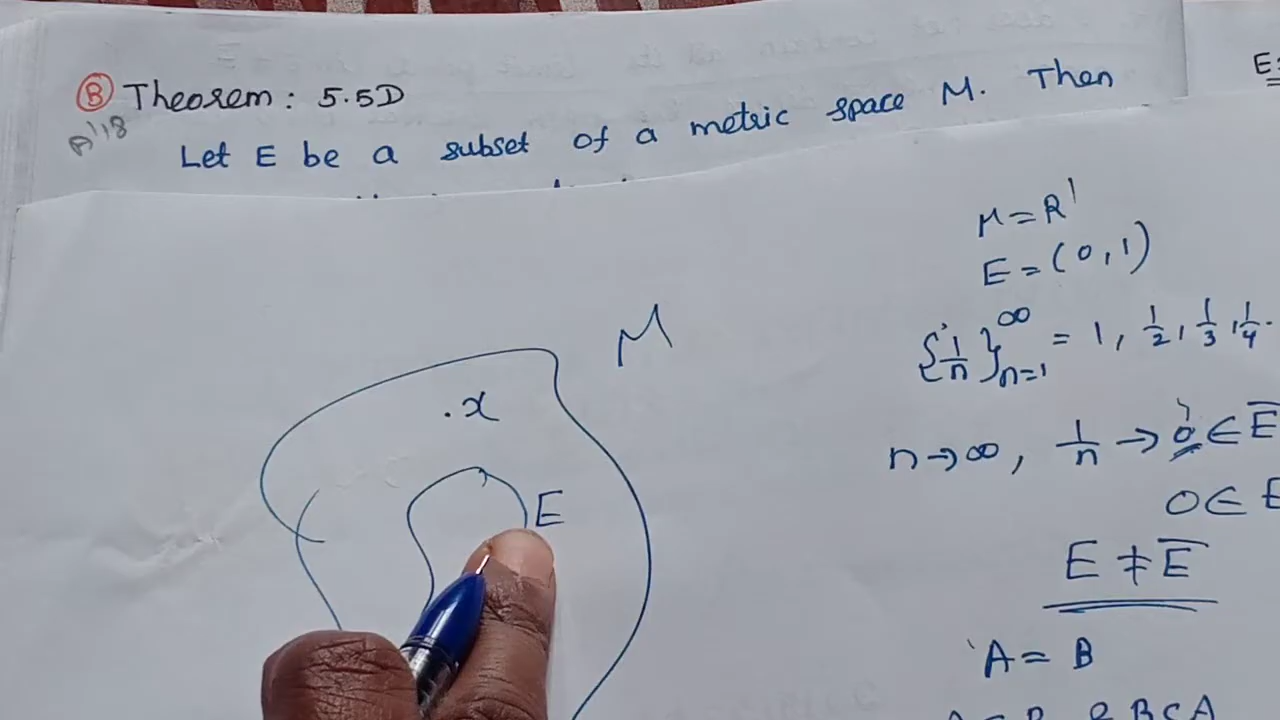 Ⓑ Theorem: 5.5D
A'18
Let E be a subset of a metric space M. Then
E
M
. x
E
M = R¹
E = (0, 1)
{1/n}∞n=1 = 1, 1/2, 1/3, 1/4.
n→∞, 1/n → 0 ∈ E̅
0 ∈ E
E ≠ E̅
A = B
B ⊂ A